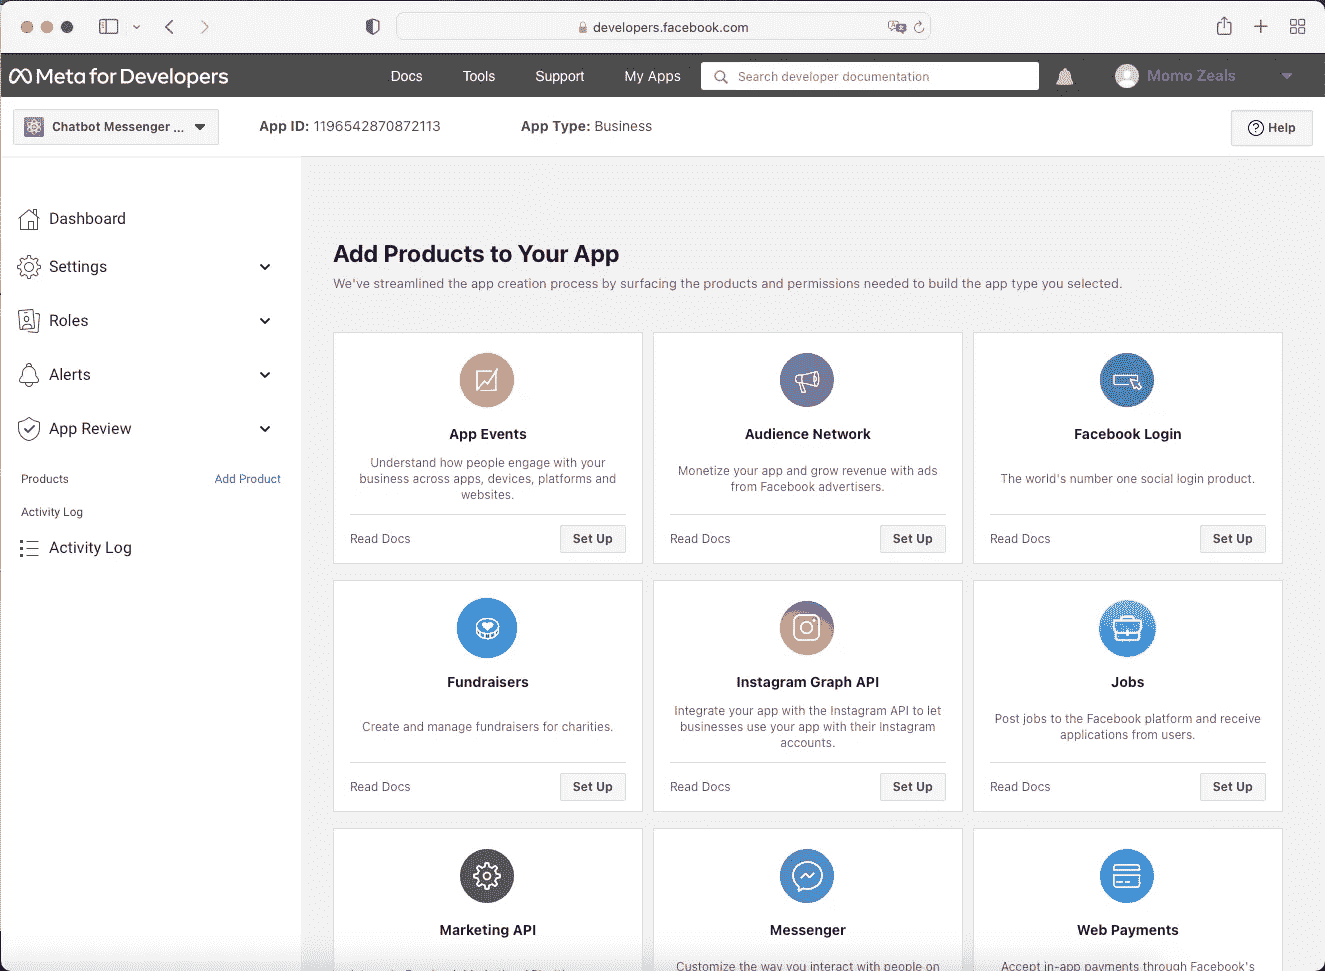 developers.facebook.com
Meta for Developers
Docs
Tools
Support
My Apps
Search developer documentation
Momo Zeals
Chatbot Messenger ...
App ID: 1196542870872113
App Type: Business
Help
Dashboard
Settings
Roles
Alerts
App Review
Products
Add Product
Activity Log
Activity Log
Add Products to Your App
We've streamlined the app creation process by surfacing the products and permissions needed to build the app type you selected.
App Events
Understand how people engage with your
business across apps, devices, platforms and
websites.
Read Docs
Set Up
Audience Network
Monetize your app and grow revenue with ads
from Facebook advertisers.
Read Docs
Set Up
Facebook Login
The world's number one social login product.
Read Docs
Set Up
Fundraisers
Create and manage fundraisers for charities.
Read Docs
Set Up
Instagram Graph API
Integrate your app with the Instagram API to let
businesses use your app with their Instagram
accounts.
Read Docs
Set Up
Jobs
Post jobs to the Facebook platform and receive
applications from users.
Read Docs
Set Up
Marketing API
Messenger
Customize the way you interact with people on
Web Payments
Accept in-app payments through Facebook's